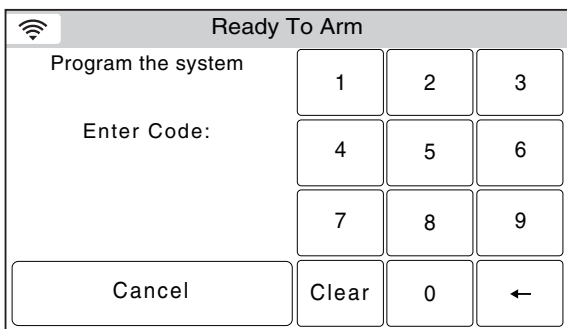 Ready To Arm
Program the system
Enter Code:
1 2 3
4 5 6
7 8 9
Cancel Clear 0 ←